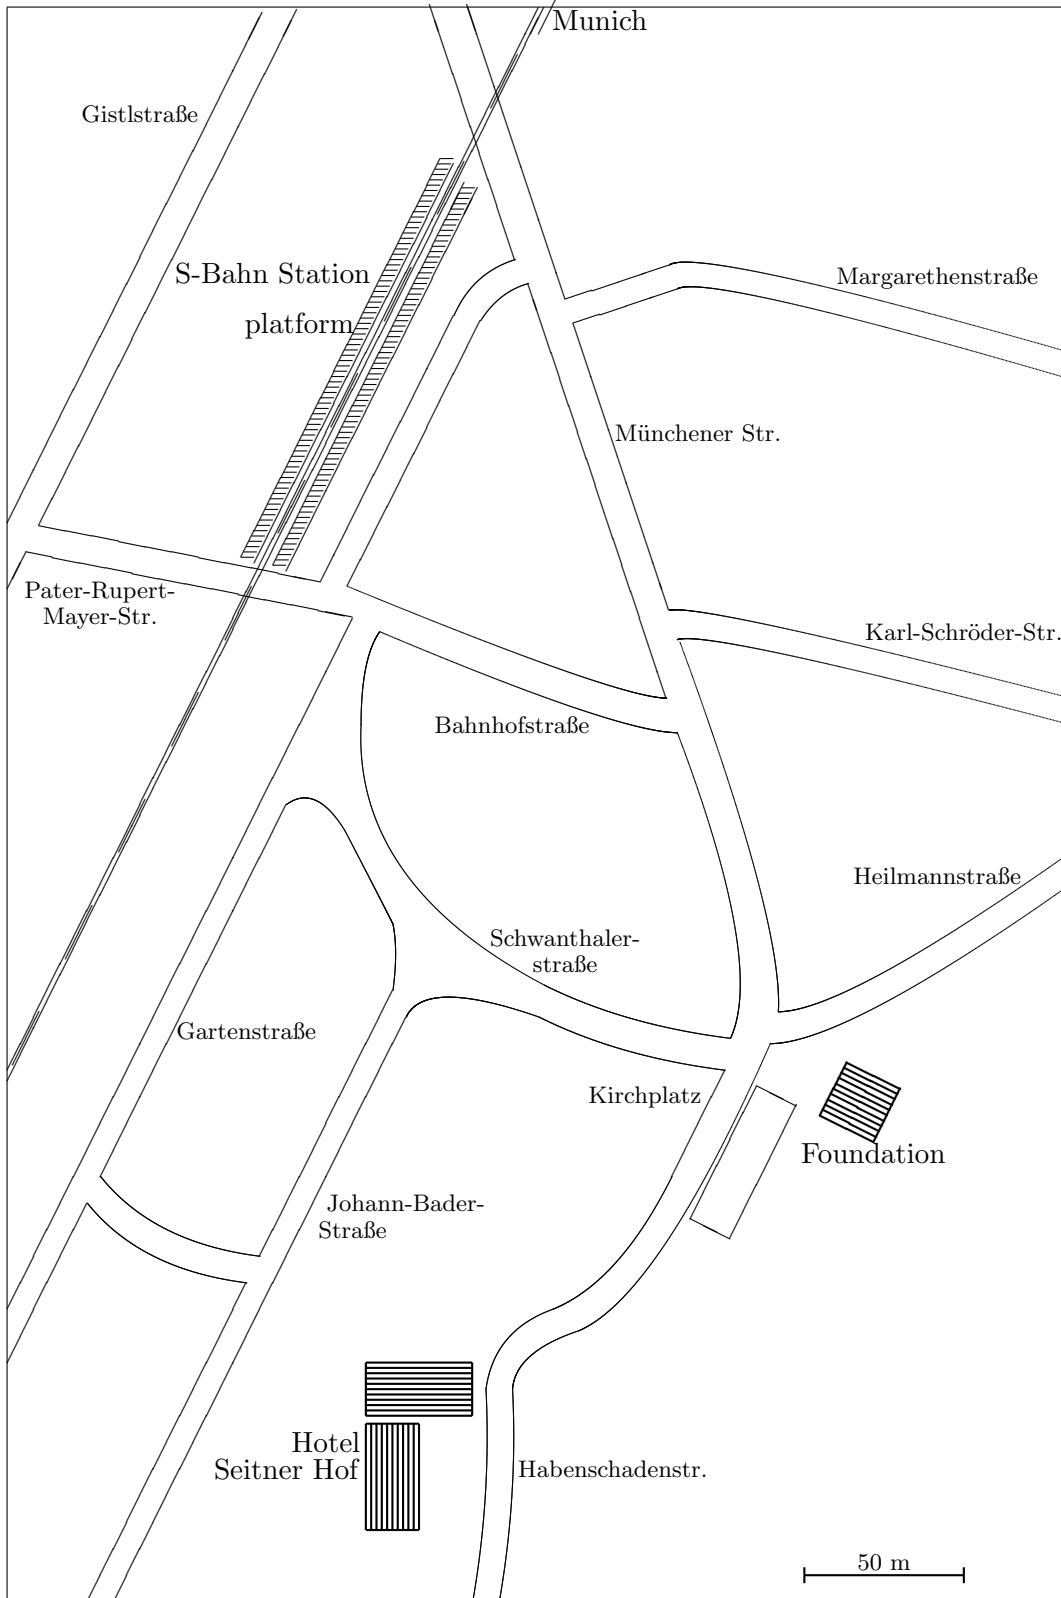 Munich
Gistlstraße
S-Bahn Station
platform
Margarethenstraße
Münchener Str.
Pater-Rupert-
Mayer-Str.
Karl-Schröder-Str.
Bahnhofstraße
Heilmannstraße
Schwanthaler-
straße
Gartenstraße
Kirchplatz
Foundation
Johann-Bader-
Straße
Hotel
Seitner Hof
Habenschadenstr.
50 m